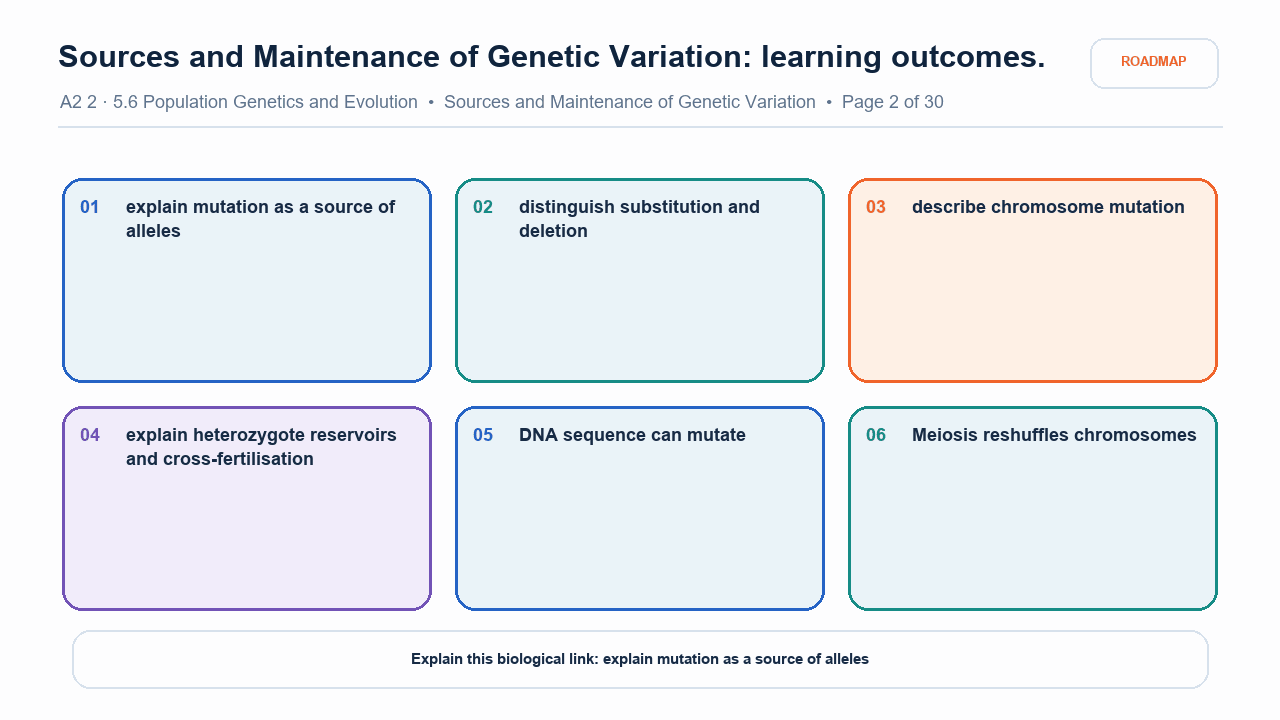 Sources and Maintenance of Genetic Variation: learning outcomes.
ROADMAP
A2 2 · 5.6 Population Genetics and Evolution • Sources and Maintenance of Genetic Variation • Page 2 of 30
01 explain mutation as a source of
alleles
02 distinguish substitution and
deletion
03 describe chromosome mutation
04 explain heterozygote reservoirs
and cross-fertilisation
05 DNA sequence can mutate
06 Meiosis reshuffles chromosomes
Explain this biological link: explain mutation as a source of alleles